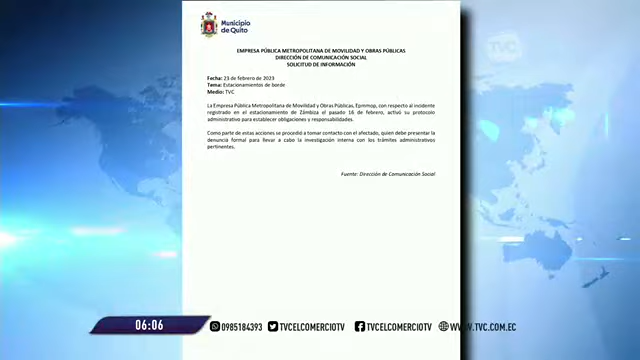 Municipio
de Quito
TVC
EMPRESA PÚBLICA METROPOLITANA DE MOVILIDAD Y OBRAS PÚBLICAS
DIRECCIÓN DE COMUNICACIÓN SOCIAL
SOLICITUD DE INFORMACIÓN
Fecha: 23 de febrero de 2023
Tema: Estacionamientos de borde
Medio: TVC
La Empresa Pública Metropolitana de Movilidad y Obras Públicas, Epmmop, con respecto al incidente
registrado en el estacionamiento de Zámbiza el pasado 16 de febrero, activó su protocolo
administrativo para establecer obligaciones y responsabilidades.
Como parte de estas acciones se procedió a tomar contacto con el afectado, quien debe presentar la
denuncia formal para llevar a cabo la investigación interna con los trámites administrativos
pertinentes.
Fuente: Dirección de Comunicación Social
06:06 0985184393 TVCELCOMERCIOTV TVCELCOMERCIOTV WWW.TVC.COM.EC